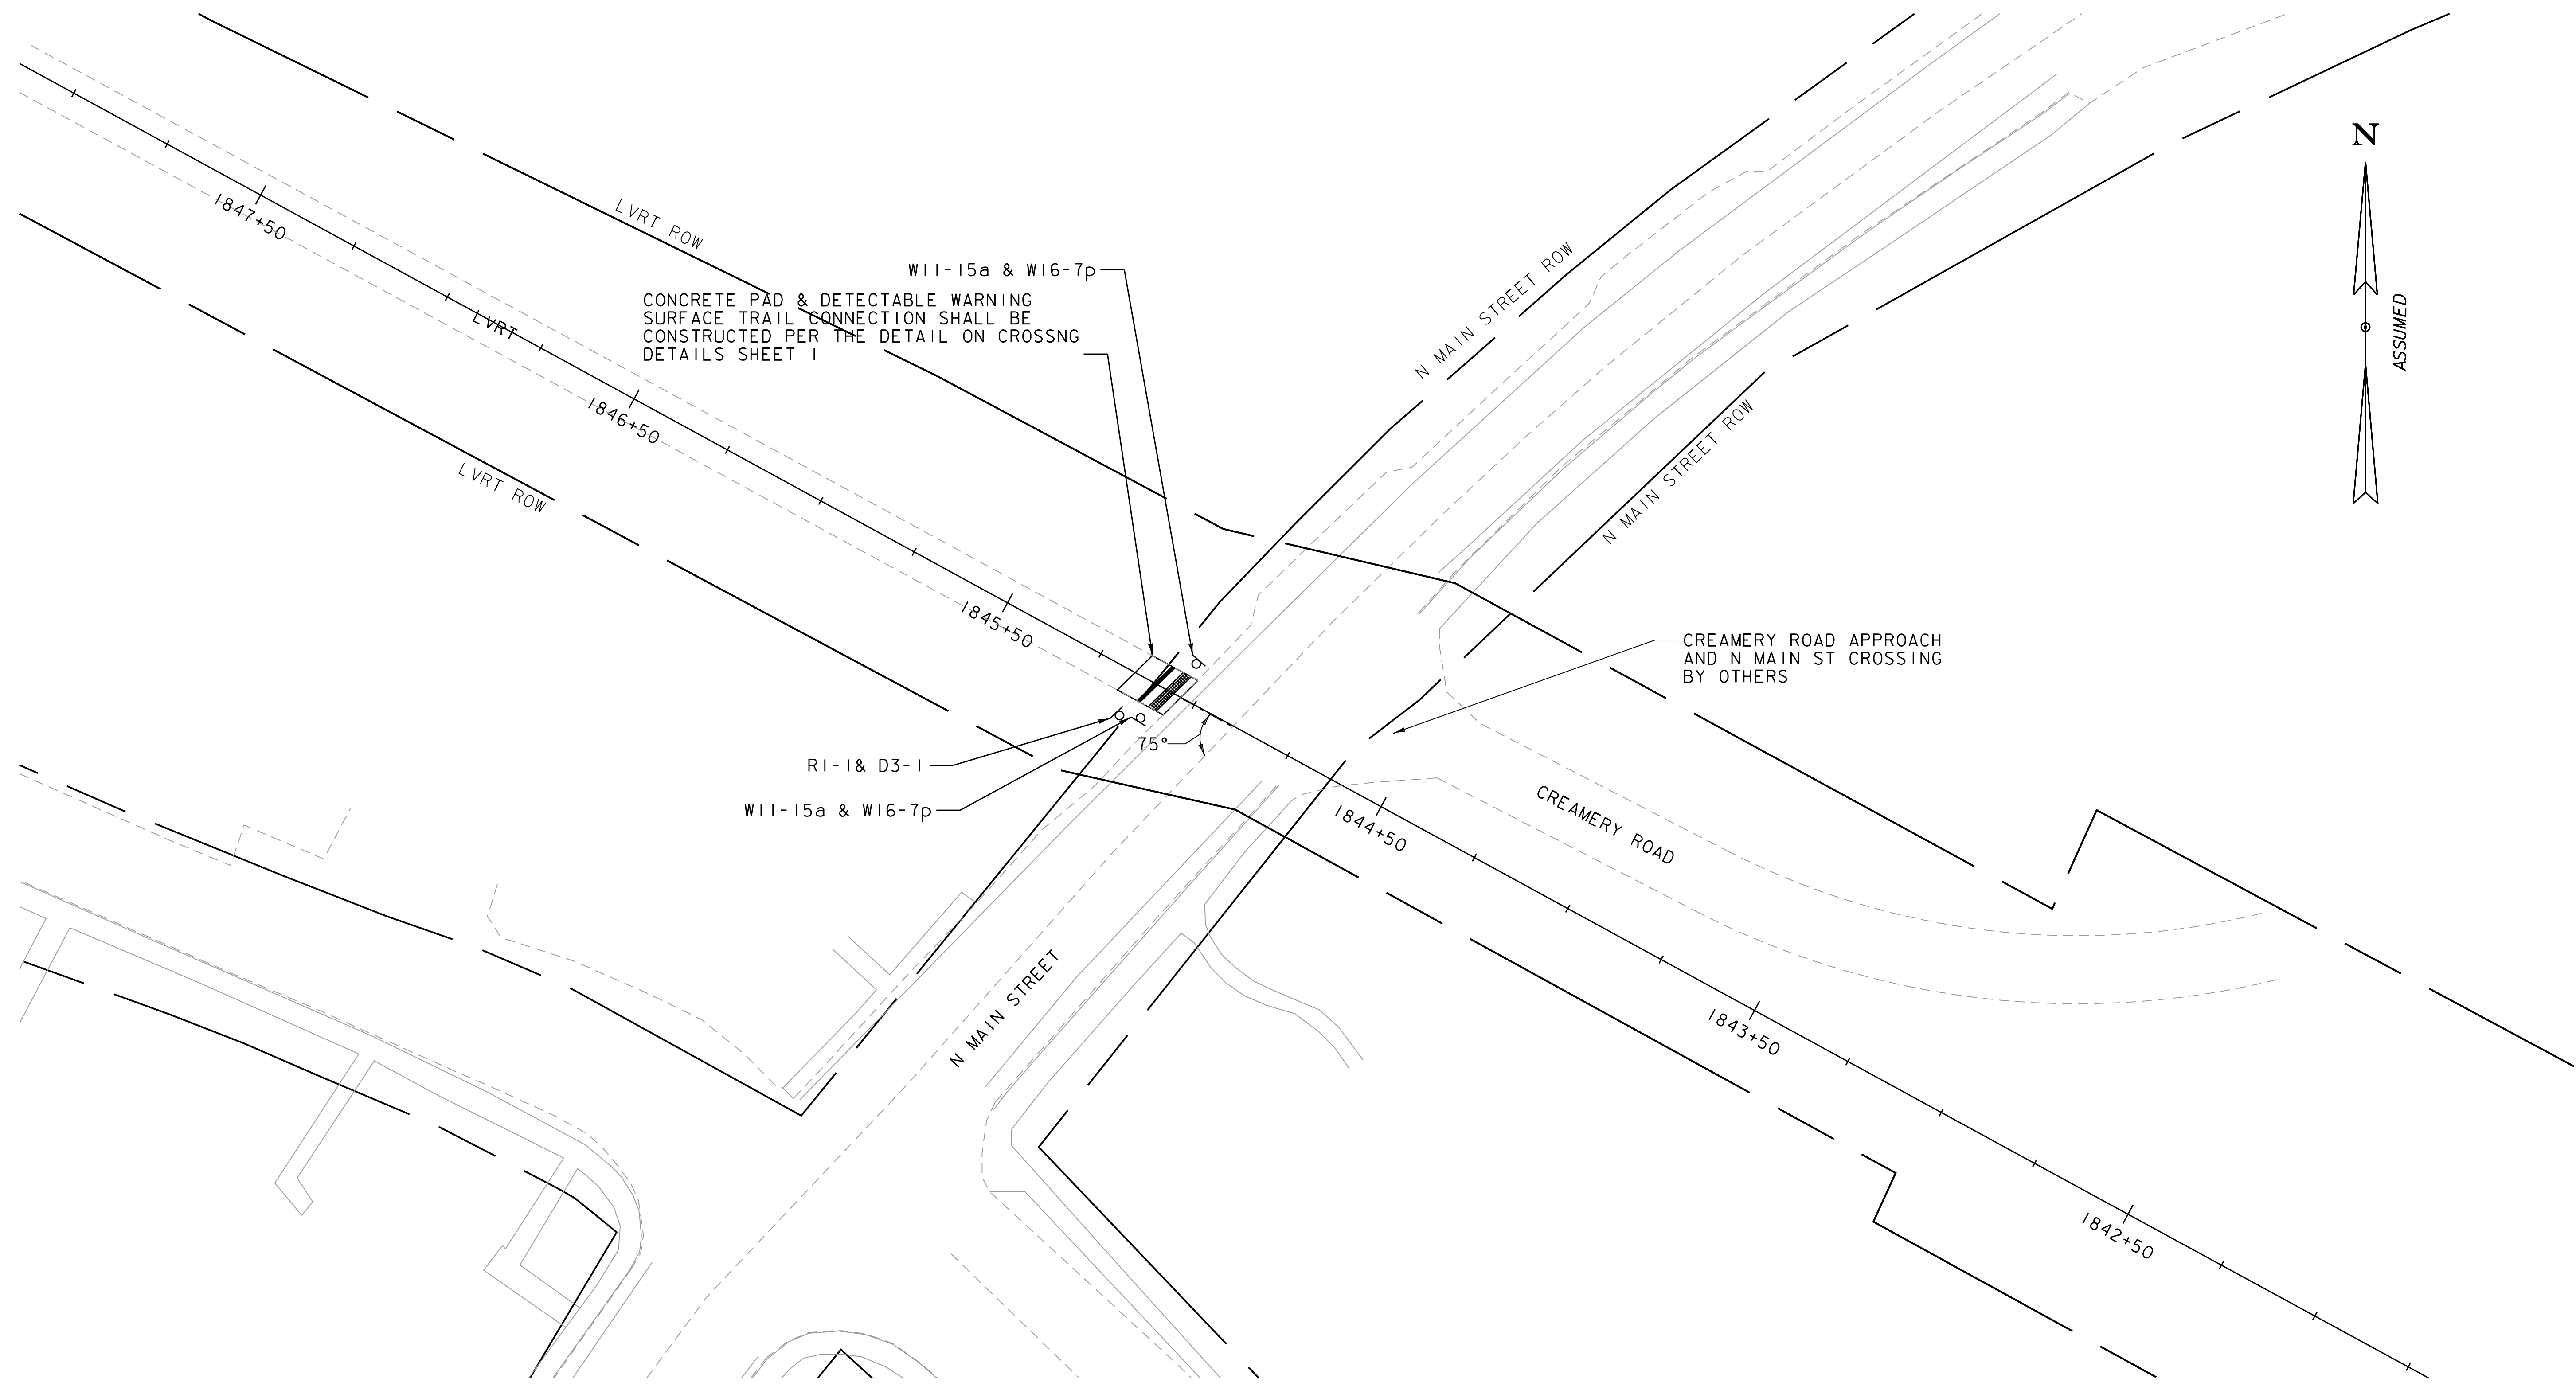 N
ASSUMED
LVRT ROW
1847+50
N MAIN STREET ROW
W11-15a & W16-7p
CONCRETE PAD & DETECTABLE WARNING
SURFACE TRAIL CONNECTION SHALL BE
CONSTRUCTED PER THE DETAIL ON CROSSNG
DETAILS SHEET 1
LVRT
1846+50
LVRT ROW
N MAIN STREET ROW
1845+50
CREAMERY ROAD APPROACH
AND N MAIN ST CROSSING
BY OTHERS
75°
R1-1& D3-1
W11-15a & W16-7p
1844+50
CREAMERY ROAD
N MAIN STREET
1843+50
1842+50